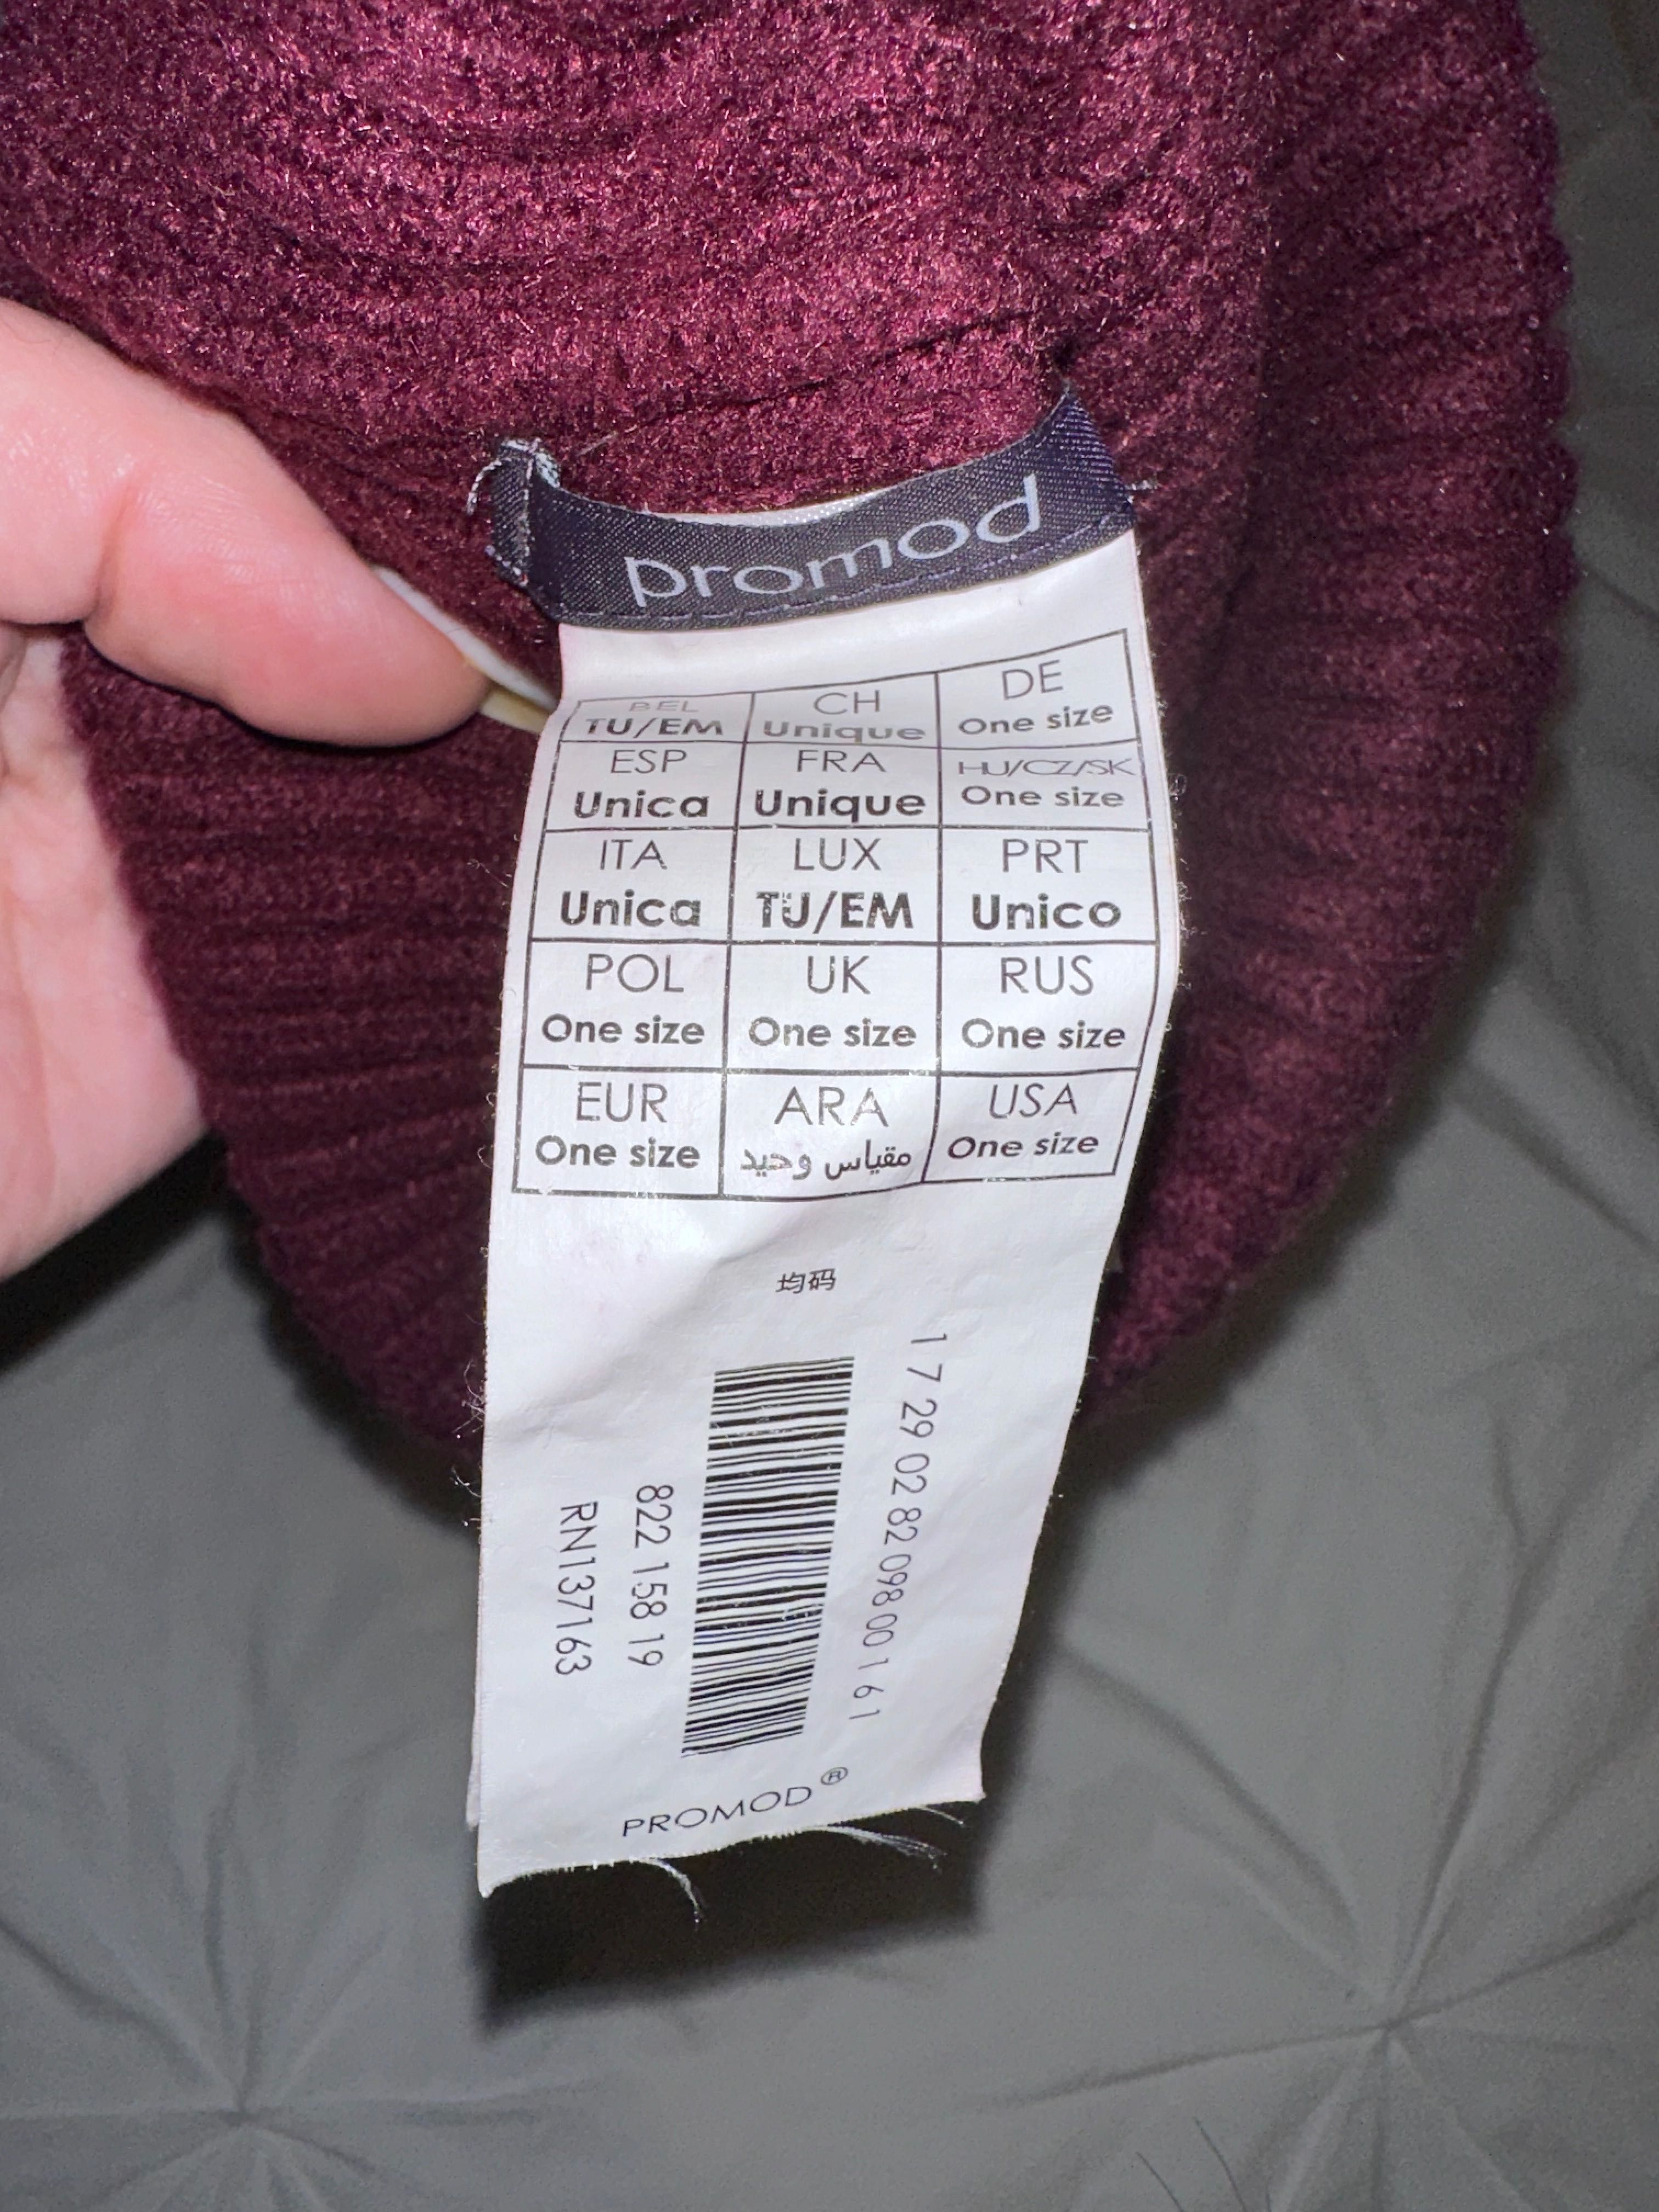 promod
BEL CH DE
TU/EM Unique One size
ESP FRA HU/CZ/SK
Unica Unique One size
ITA LUX PRT
Unica TU/EM Unico
POL UK RUS
One size One size One size
EUR ARA USA
One size مقياس وحيد One size
均码
1 7 29 02 82 098 00 1 6 1
822 158 19
RN137163
PROMOD®